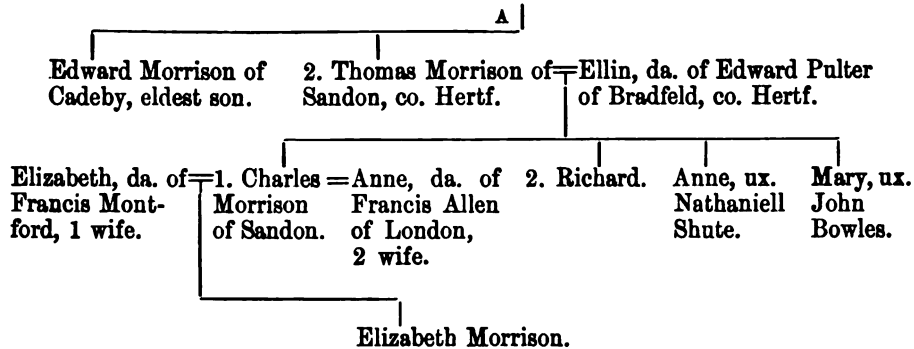 A
Edward Morrison of
Cadeby, eldest son.
2. Thomas Morrison of
Sandon, co. Hertf.
Ellin, da. of Edward Pulter
of Bradfeld, co. Hertf.
Elizabeth, da. of
Francis Mont-
ford, 1 wife.
1. Charles
Morrison
of Sandon.
Anne, da. of
Francis Allen
of London,
2 wife.
2. Richard.
Anne, ux.
Nathaniell
Shute.
Mary, ux.
John
Bowles.
Elizabeth Morrison.